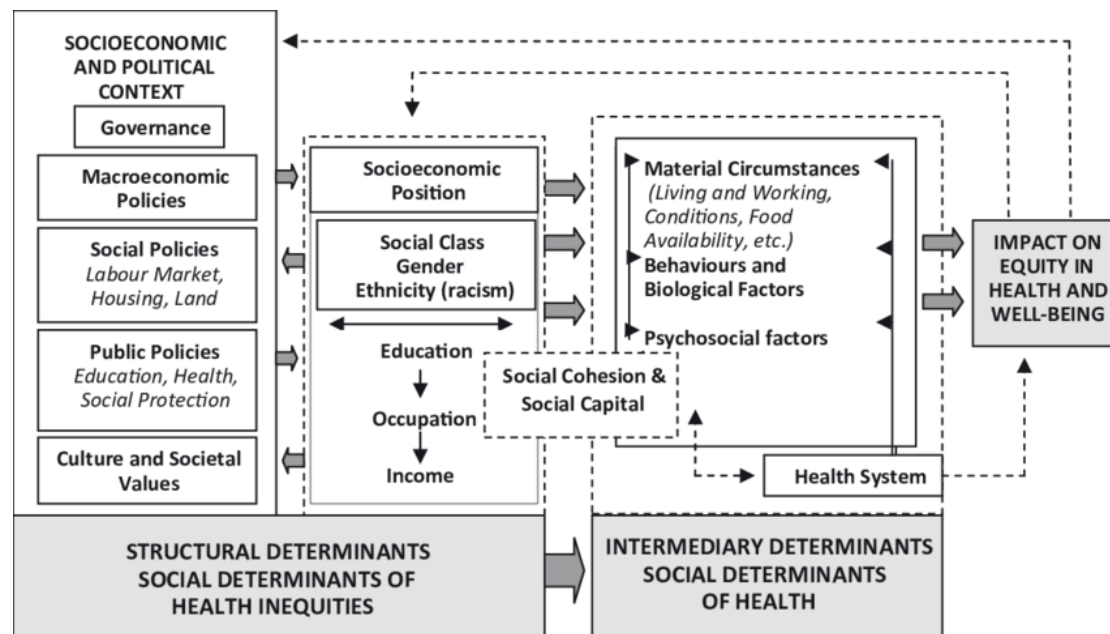 SOCIOECONOMIC
AND POLITICAL
CONTEXT
Governance
Macroeconomic
Policies
Social Policies
Labour Market,
Housing, Land
Public Policies
Education, Health,
Social Protection
Culture and Societal
Values
Socioeconomic
Position
Social Class
Gender
Ethnicity (racism)
Education
Occupation
Income
Social Cohesion &
Social Capital
Material Circumstances
(Living and Working,
Conditions, Food
Availability, etc.)
Behaviours and
Biological Factors
Psychosocial factors
Health System
IMPACT ON
EQUITY IN
HEALTH AND
WELL-BEING
STRUCTURAL DETERMINANTS
SOCIAL DETERMINANTS OF
HEALTH INEQUITIES
INTERMEDIARY DETERMINANTS
SOCIAL DETERMINANTS
OF HEALTH